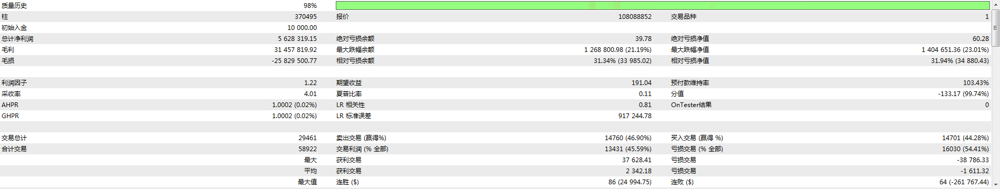 质量历史 98%
柱 370495 报价 108088852 交易品种 1
初始入金 10 000.00
总计净利润 5 628 319.15 绝对亏损余额 39.78 绝对亏损净值 60.28
毛利 31 457 819.92 最大跌幅余额 1 268 800.98 (21.19%) 最大跌幅净值 1 404 651.36 (23.01%)
毛损 -25 829 500.77 相对亏损余额 31.34% (33 985.02) 相对亏损净值 31.94% (34 880.43)
利润因子 1.22 期望收益 191.04 预付款维持率 103.43%
采收率 4.01 夏普比率 0.11 分值 -133.17 (99.74%)
AHPR 1.0002 (0.02%) LR 相关性 0.81 OnTester结果 0
GHPR 1.0002 (0.02%) LR 标准误差 917 244.78
交易总计 29461 卖出交易 (赢得%) 14760 (46.90%) 买入交易 (赢得 %) 14701 (44.28%)
合计交易 58922 交易利润 (% 全部) 13431 (45.59%) 亏损交易 (% 全部) 16030 (54.41%)
最大 获利交易 37 628.41 亏损交易 -38 786.33
平均 获利交易 2 342.18 亏损交易 -1 611.32
最大值 连胜 ($) 86 (24 994.75) 连败 ($) 64 (-261 767.44)